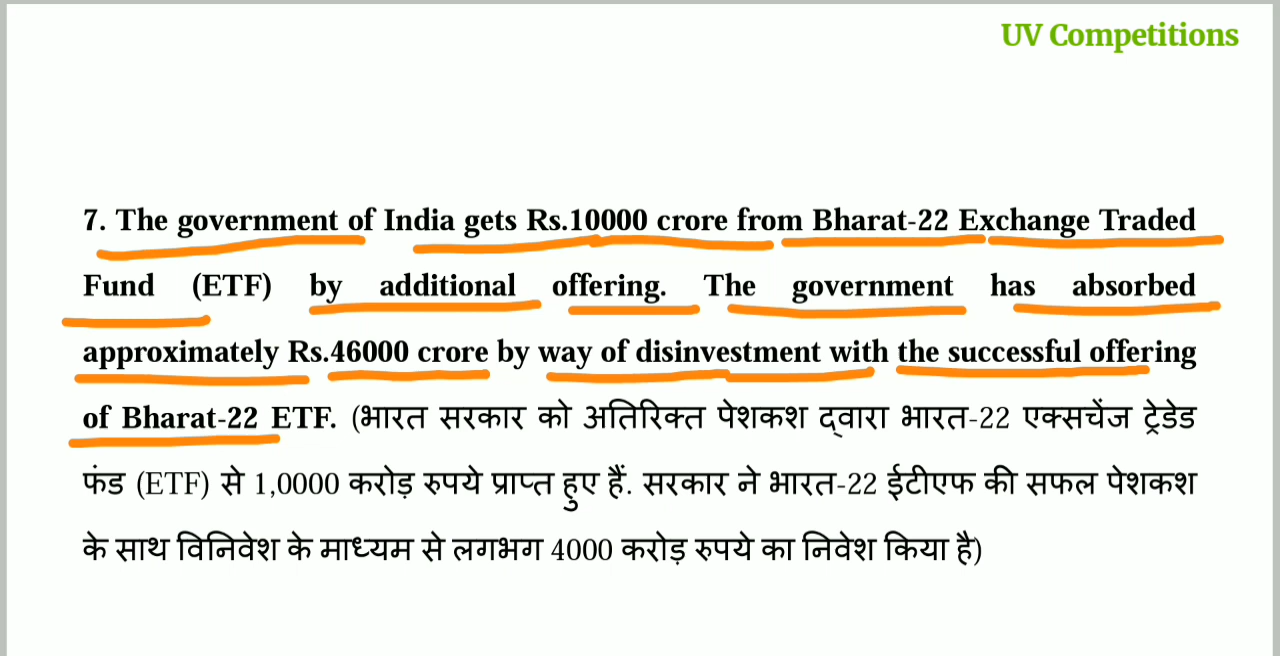 UV Competitions
7. The government of India gets Rs.10000 crore from Bharat-22 Exchange Traded
Fund (ETF) by additional offering. The government has absorbed
approximately Rs.46000 crore by way of disinvestment with the successful offering
of Bharat-22 ETF. (भारत सरकार को अतिरिक्त पेशकश द्वारा भारत-22 एक्सचेंज ट्रेडेड
फंड (ETF) से 1,0000 करोड़ रुपये प्राप्त हुए हैं. सरकार ने भारत-22 ईटीएफ की सफल पेशकश
के साथ विनिवेश के माध्यम से लगभग 4000 करोड़ रुपये का निवेश किया है)